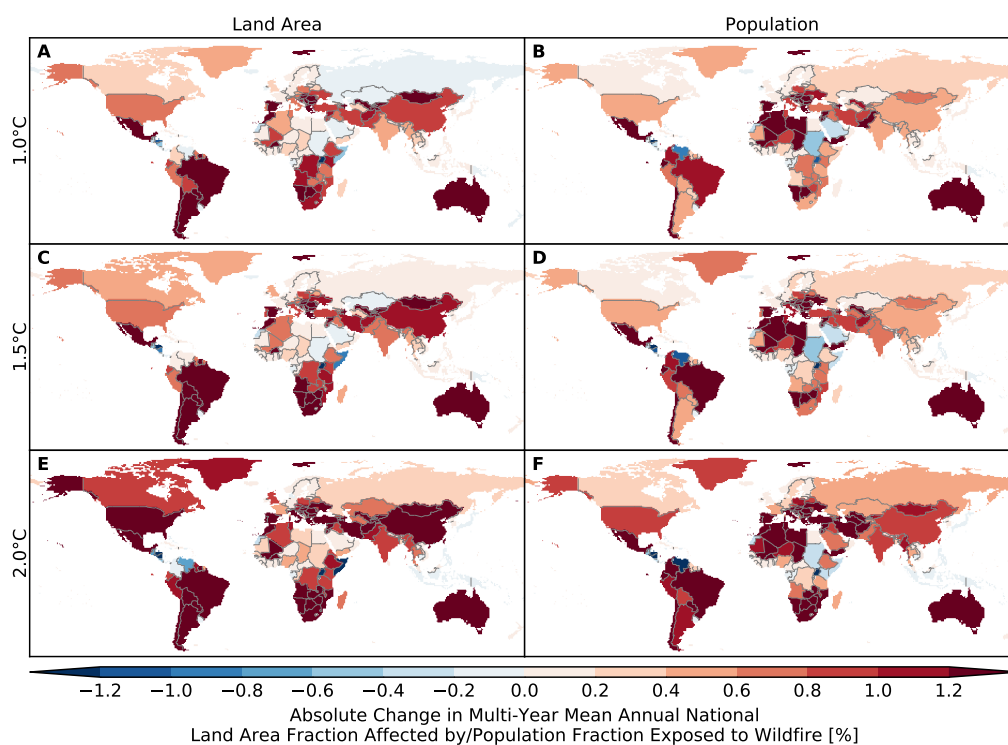 Land Area
Population
A
B
1.0°C
C
D
1.5°C
E
F
2.0°C
−1.2 −1.0 −0.8 −0.6 −0.4 −0.2 0.0 0.2 0.4 0.6 0.8 1.0 1.2
Absolute Change in Multi-Year Mean Annual National
Land Area Fraction Affected by/Population Fraction Exposed to Wildfire [%]